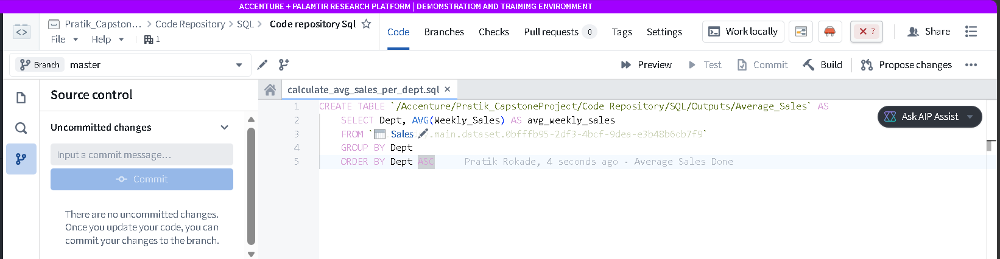 ACCENTURE + PALANTIR RESEARCH PLATFORM | DEMONSTRATION AND TRAINING ENVIRONMENT
Pratik_Capston... > Code Repository > SQL > Code repository Sql
File Help 1
Code Branches Checks Pull requests 0 Tags Settings Work locally 7 Share
Branch master
Preview Test Commit Build Propose changes
Source control
Uncommitted changes
Input a commit message...
Commit
There are no uncommitted changes.
Once you update your code, you can
commit your changes to the branch.
calculate_avg_sales_per_dept.sql
1 CREATE TABLE `/Accenture/Pratik_CapstoneProject/Code Repository/SQL/Outputs/Average_Sales` AS
2 SELECT Dept, AVG(Weekly_Sales) AS avg_weekly_sales
3 FROM `Sales .main.dataset.0bfffb95-2df3-4bcf-9dea-e3b48b6cb7f9`
4 GROUP BY Dept
5 ORDER BY Dept ASC Pratik Rokade, 4 seconds ago - Average Sales Done
Ask AIP Assist